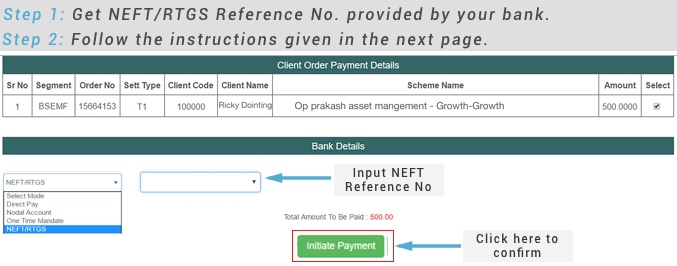 Step 1: Get NEFT/RTGS Reference No. provided by your bank.
Step 2: Follow the instructions given in the next page.
Client Order Payment Details
Sr No Segment Order No Sett Type Client Code Client Name Scheme Name Amount Select
1 BSEMF 15664153 T1 100000 Ricky Dointing Op prakash asset mangement - Growth-Growth 500.0000
Bank Details
NEFT/RTGS
Input NEFT
Reference No
Select Mode
Direct Pay
Nodal Account
One Time Mandate
NEFT/RTGS
Total Amount To Be Paid : 500.00
Initiate Payment
Click here to
confirm